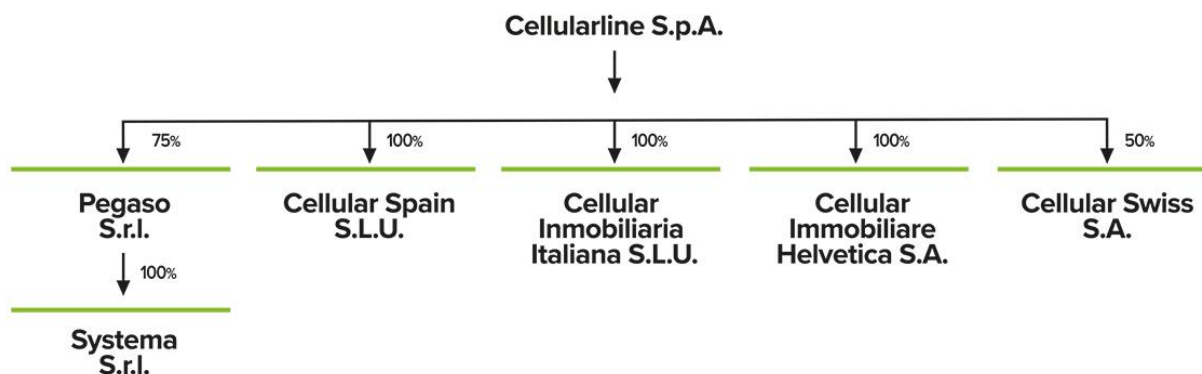 Cellularline S.p.A.
75%
100%
100%
100%
50%
Pegaso
S.r.l.
Cellular Spain
S.L.U.
Cellular
Inmobiliaria
Italiana S.L.U.
Cellular
Immobiliare
Helvetica S.A.
Cellular Swiss
S.A.
100%
Systema
S.r.l.